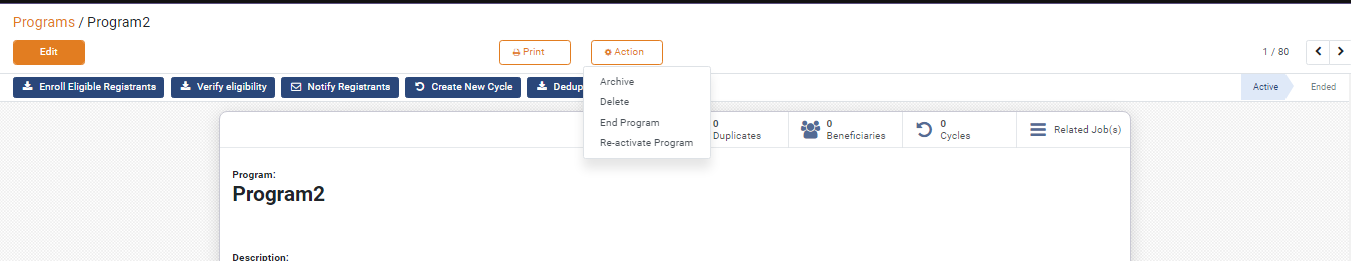 Programs / Program2
Edit
Print
Action
1 / 80
Enroll Eligible Registrants
Verify eligibility
Notify Registrants
Create New Cycle
Dedup
Active
Ended
Archive
Delete
End Program
Re-activate Program
0
Duplicates
0
Beneficiaries
0
Cycles
Related Job(s)
Program:
Program2
Description: